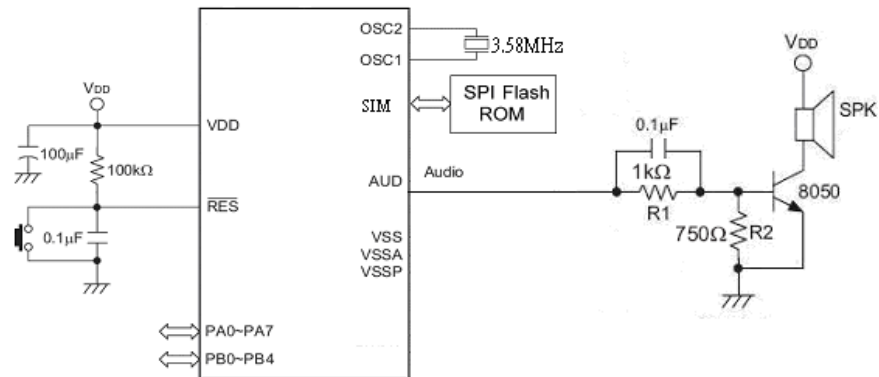 OSC2
3.58MHz
OSC1
VDD
SIM
SPI Flash
ROM
VDD
VDD
SPK
100µF
100kΩ
0.1µF
AUD
Audio
1kΩ
R1
8050
RES
0.1µF
750Ω
R2
VSS
VSSA
VSSP
PA0~PA7
PB0~PB4